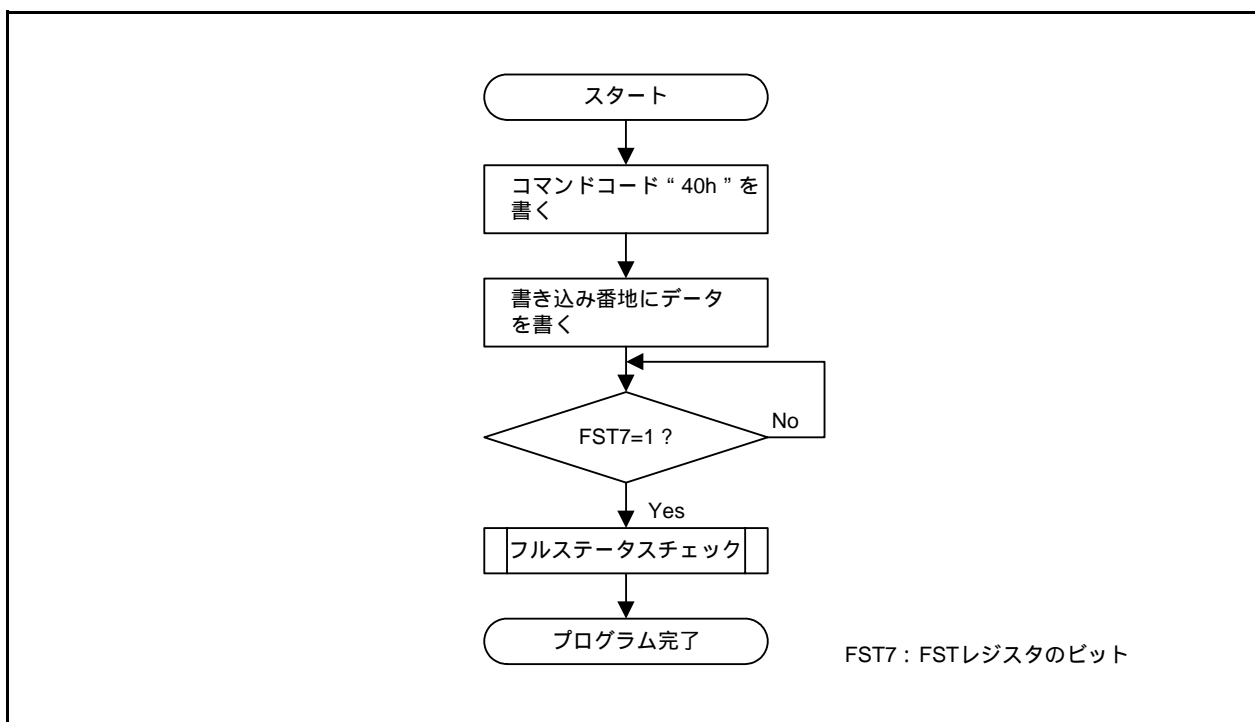 スタート
コマンドコード“ 40h ”を
書く
書き込み番地にデータ
を書く
No
FST7=1 ?
Yes
フルステータスチェック
プログラム完了
FST7 : FSTレジスタのビット